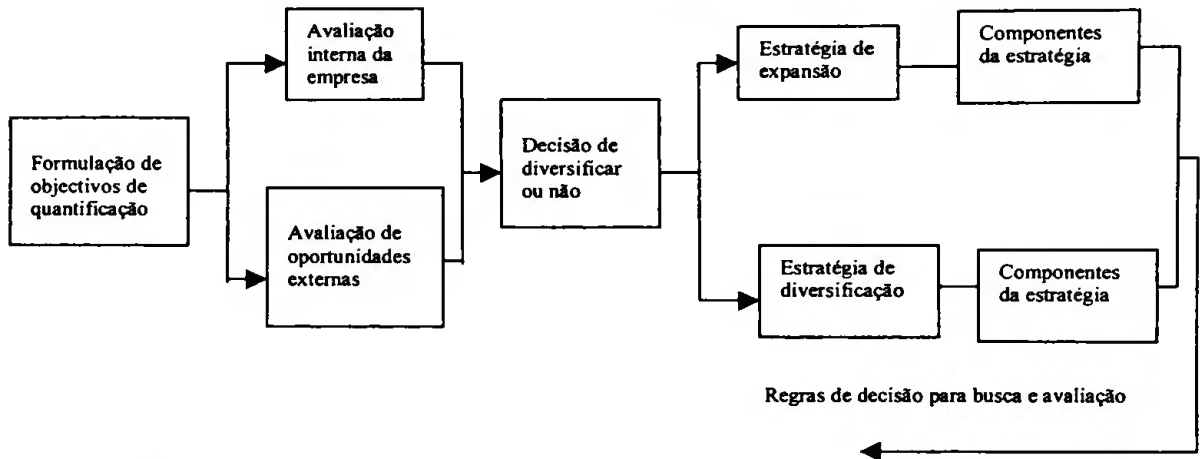 Formulação de
objectivos de
quantificação
Avaliação
interna da
empresa
Avaliação de
oportunidades
externas
Decisão de
diversificar
ou não
Estratégia de
expansão
Componentes
da estratégia
Estratégia de
diversificação
Componentes
da estratégia
Regras de decisão para busca e avaliação